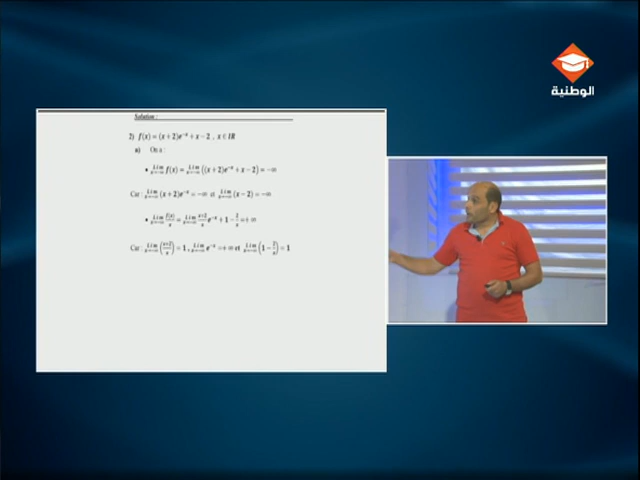 Solution :
2) f(x) = (x + 2)e^{-x} + x − 2 , x ∈ IR
a) On a :
• lim_{x→−∞} f(x) = lim_{x→−∞} ((x + 2)e^{-x} + x − 2) = −∞
Car : lim_{x→−∞} (x + 2)e^{-x} = −∞ et lim_{x→−∞} (x − 2) = −∞
• lim_{x→−∞} f(x)/x = lim_{x→−∞} (x+2)/x e^{-x} + 1 − 2/x = +∞
Car : lim_{x→−∞} ((x+2)/x) = 1 , lim_{x→−∞} e^{-x} = +∞ et lim_{x→−∞} (1 − 2/x) = 1
الوطنية